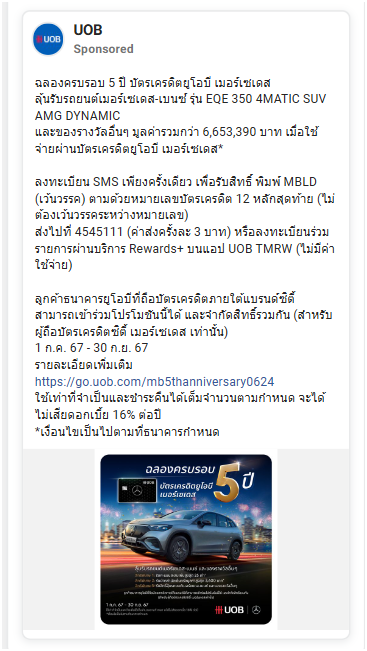 UOB
Sponsored
ฉลองครบรอบ 5 ปี บัตรเครดิตยูโอบี เมอร์เซเดส
ลุ้นรับรถยนต์เมอร์เซเดส-เบนซ์ รุ่น EQE 350 4MATIC SUV
AMG DYNAMIC
และของรางวัลอื่นๆ มูลค่ารวมกว่า 6,653,390 บาท เมื่อใช้
จ่ายผ่านบัตรเครดิตยูโอบี เมอร์เซเดส*
ลงทะเบียน SMS เพียงครั้งเดียว เพื่อรับสิทธิ์ พิมพ์ MBLD
(เว้นวรรค) ตามด้วยหมายเลขบัตรเครดิต 12 หลักสุดท้าย (ไม่
ต้องเว้นวรรคระหว่างหมายเลข)
ส่งไปที่ 4545111 (ค่าส่งครั้งละ 3 บาท) หรือลงทะเบียนร่วม
รายการผ่านบริการ Rewards+ บนแอป UOB TMRW (ไม่มีค่า
ใช้จ่าย)
ลูกค้าธนาคารยูโอบีที่ถือบัตรเครดิตภายใต้แบรนด์ซิตี้
สามารถเข้าร่วมโปรโมชันนี้ได้ และจำกัดสิทธิ์รวมกัน (สำหรับ
ผู้ถือบัตรเครดิตซิตี้ เมอร์เซเดส เท่านั้น)
1 ก.ค. 67 - 30 ก.ย. 67
รายละเอียดเพิ่มเติม
https://go.uob.com/mb5thanniversary0624
ใช้เท่าที่จำเป็นและชำระคืนได้เต็มจำนวนตามกำหนด จะได้
ไม่เสียดอกเบี้ย 16% ต่อปี
*เงื่อนไขเป็นไปตามที่ธนาคารกำหนด
ฉลองครบรอบ
5 ปี
บัตรเครดิตยูโอบี
เมอร์เซเดส
1 ก.ค. 67 - 30 ก.ย. 67
UOB